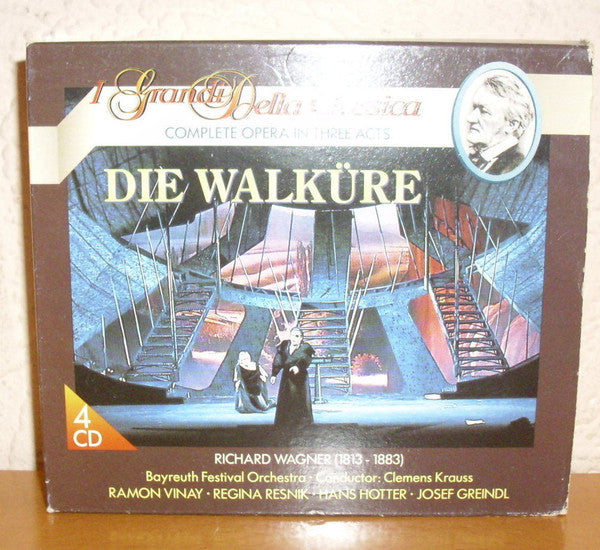 I Grandi Della Classica
COMPLETE OPERA IN THREE ACTS
DIE WALKÜRE
4
CD
RICHARD WAGNER (1813 - 1883)
Bayreuth Festival Orchestra · Conductor: Clemens Krauss
RAMON VINAY · REGINA RESNIK · HANS HOTTER · JOSEF GREINDL